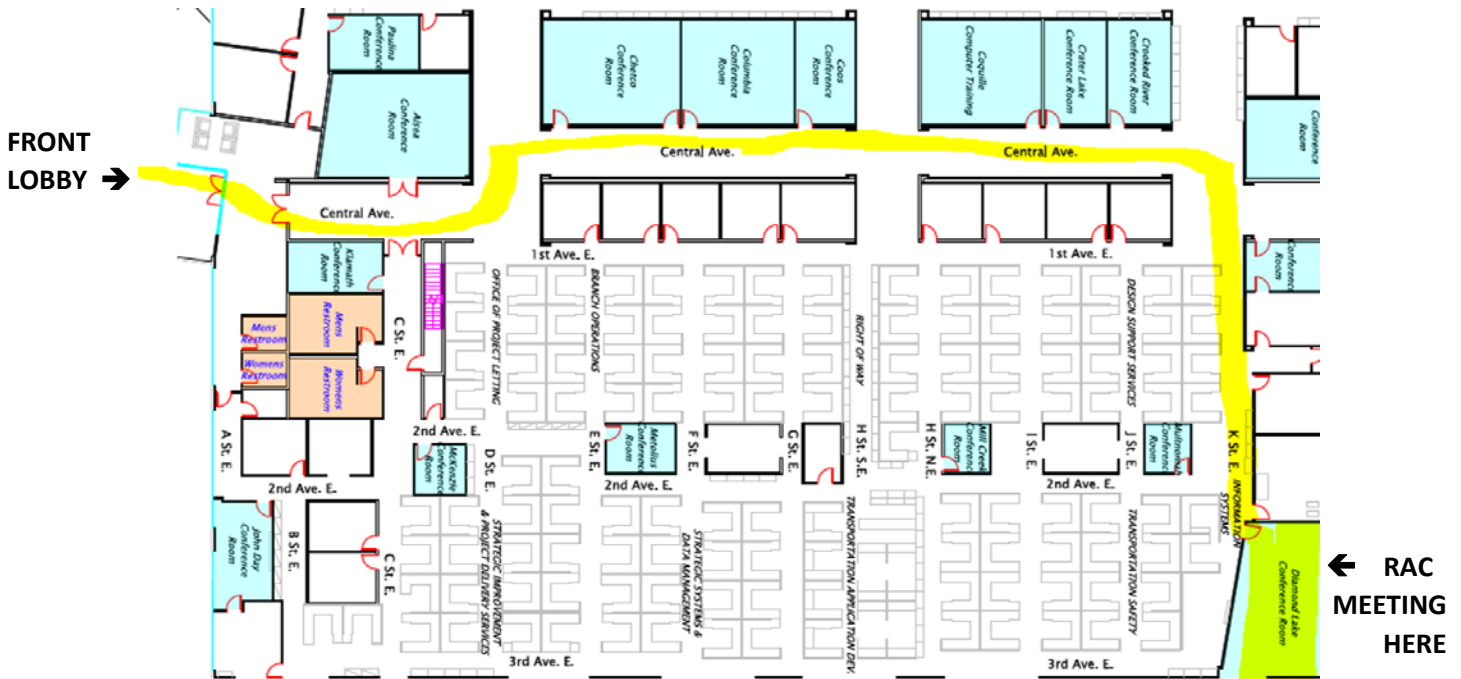 FRONT
LOBBY
Paulina
Conference
Room
Alsea
Conference
Room
Chetco
Conference
Room
Columbia
Conference
Room
Coos
Conference
Room
Coquille
Computer Training
Crater Lake
Conference Room
Crooked River
Conference Room
Conference
Room
Central Ave.
Central Ave.
Central Ave.
1st Ave. E.
1st Ave. E.
Klamath
Conference
Room
Conference
Room
Mens
Restroom
Mens
Restroom
Womens
Restroom
Womens
Restroom
C St. E.
OFFICE OF PROJECT LETTING
BRANCH OPERATIONS
RIGHT OF WAY
DESIGN SUPPORT SERVICES
2nd Ave. E.
A St. E.
McKenzie
Conference
Room
D St. E.
E St. E.
Metolius
Conference
Room
F St. E.
G St. E.
H St. S.E.
H St. N.E.
Mill Creek
Conference
Room
I St. E.
J St. E.
Multnomah
Conference
Room
K St. E.
INFORMATION
SYSTEMS
2nd Ave. E.
2nd Ave. E.
2nd Ave. E.
John Day
Conference
Room
B St. E.
C St. E.
STRATEGIC IMPROVEMENT
& PROJECT DELIVERY SERVICES
STRATEGIC SYSTEMS &
DATA MANAGEMENT
TRANSPORTATION APPLICATION DEV.
TRANSPORTATION SAFETY
Diamond Lake
Conference Room
RAC
MEETING
HERE
3rd Ave. E.
3rd Ave. E.